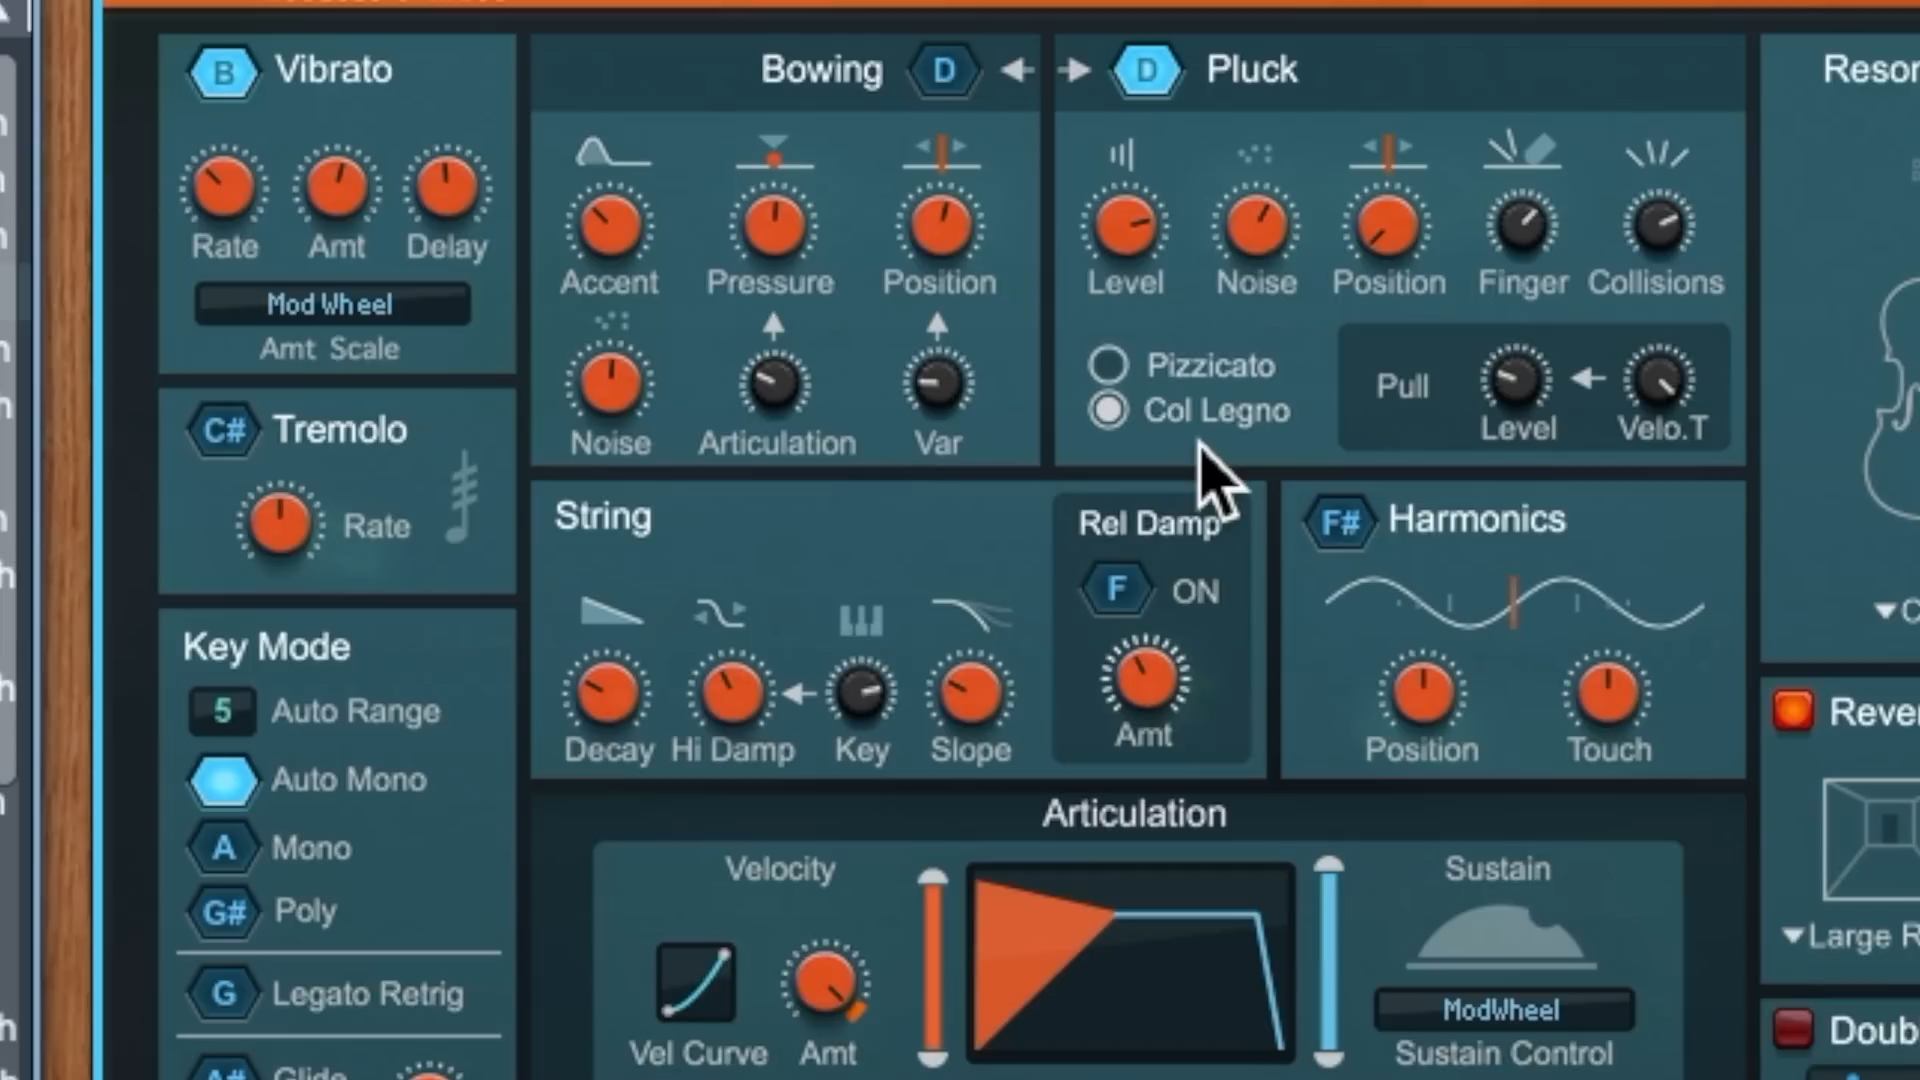 B Vibrato
Rate Amt Delay
Mod Wheel
Amt Scale
C# Tremolo
Rate
Key Mode
5 Auto Range
Auto Mono
A Mono
G# Poly
G Legato Retrig
Bowing D
Accent Pressure Position
Noise Articulation Var
D Pluck
Level Noise Position Finger Collisions
Pizzicato
Col Legno
Pull
Level Velo.T
String
Decay Hi Damp Key Slope
Rel Damp
F ON
Amt
F# Harmonics
Position Touch
Articulation
Velocity
Vel Curve Amt
Sustain
ModWheel
Sustain Control
Large R